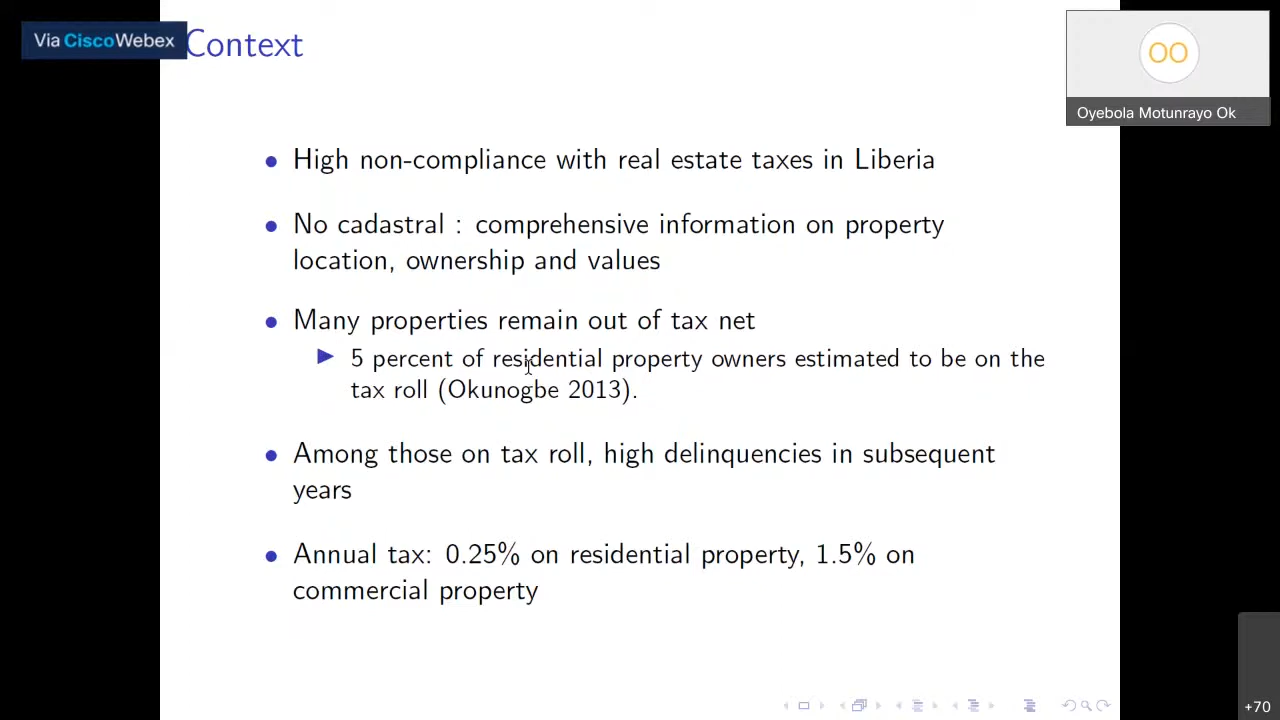 Via Cisco Webex
Context
OO
Oyebola Motunrayo Ok
• High non-compliance with real estate taxes in Liberia
• No cadastral : comprehensive information on property
location, ownership and values
• Many properties remain out of tax net
▶ 5 percent of residential property owners estimated to be on the
tax roll (Okunogbe 2013).
• Among those on tax roll, high delinquencies in subsequent
years
• Annual tax: 0.25% on residential property, 1.5% on
commercial property
+70